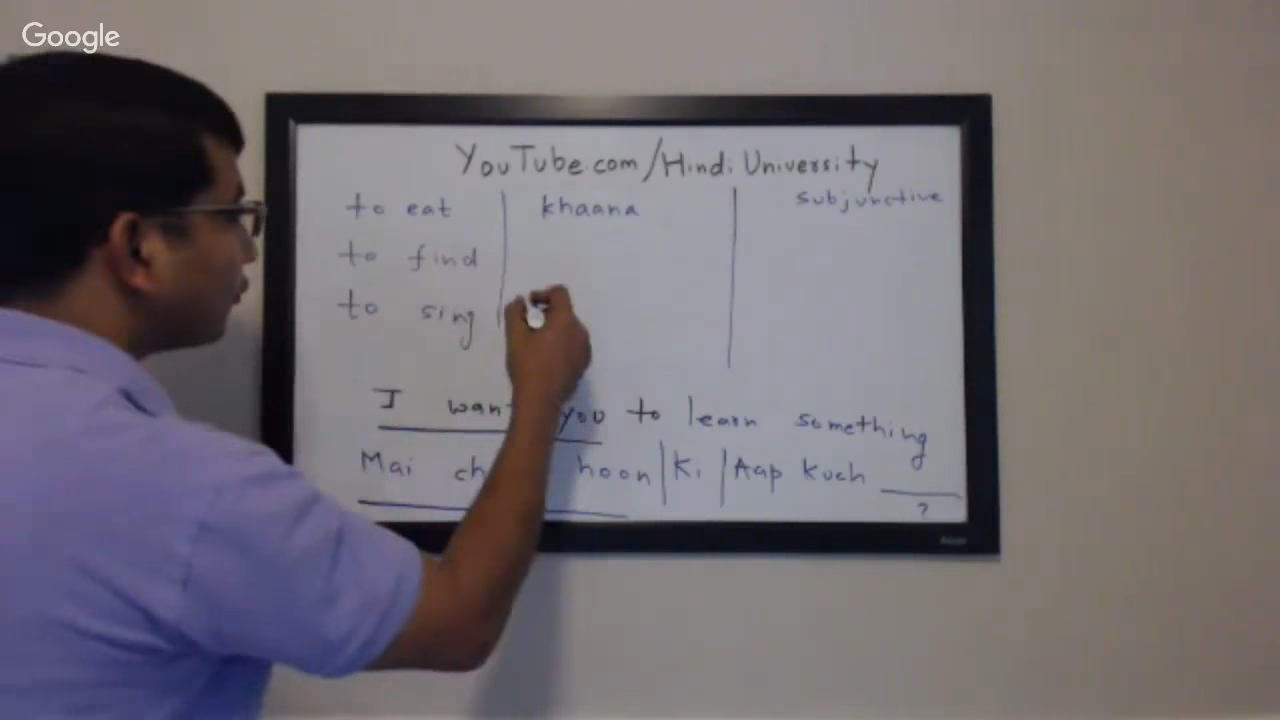 Google
YouTube.com/Hindi University
to eat khaana subjunctive
to find
to sing
I you to learn something
Mai hoon | Ki | Aap kuch ___
?